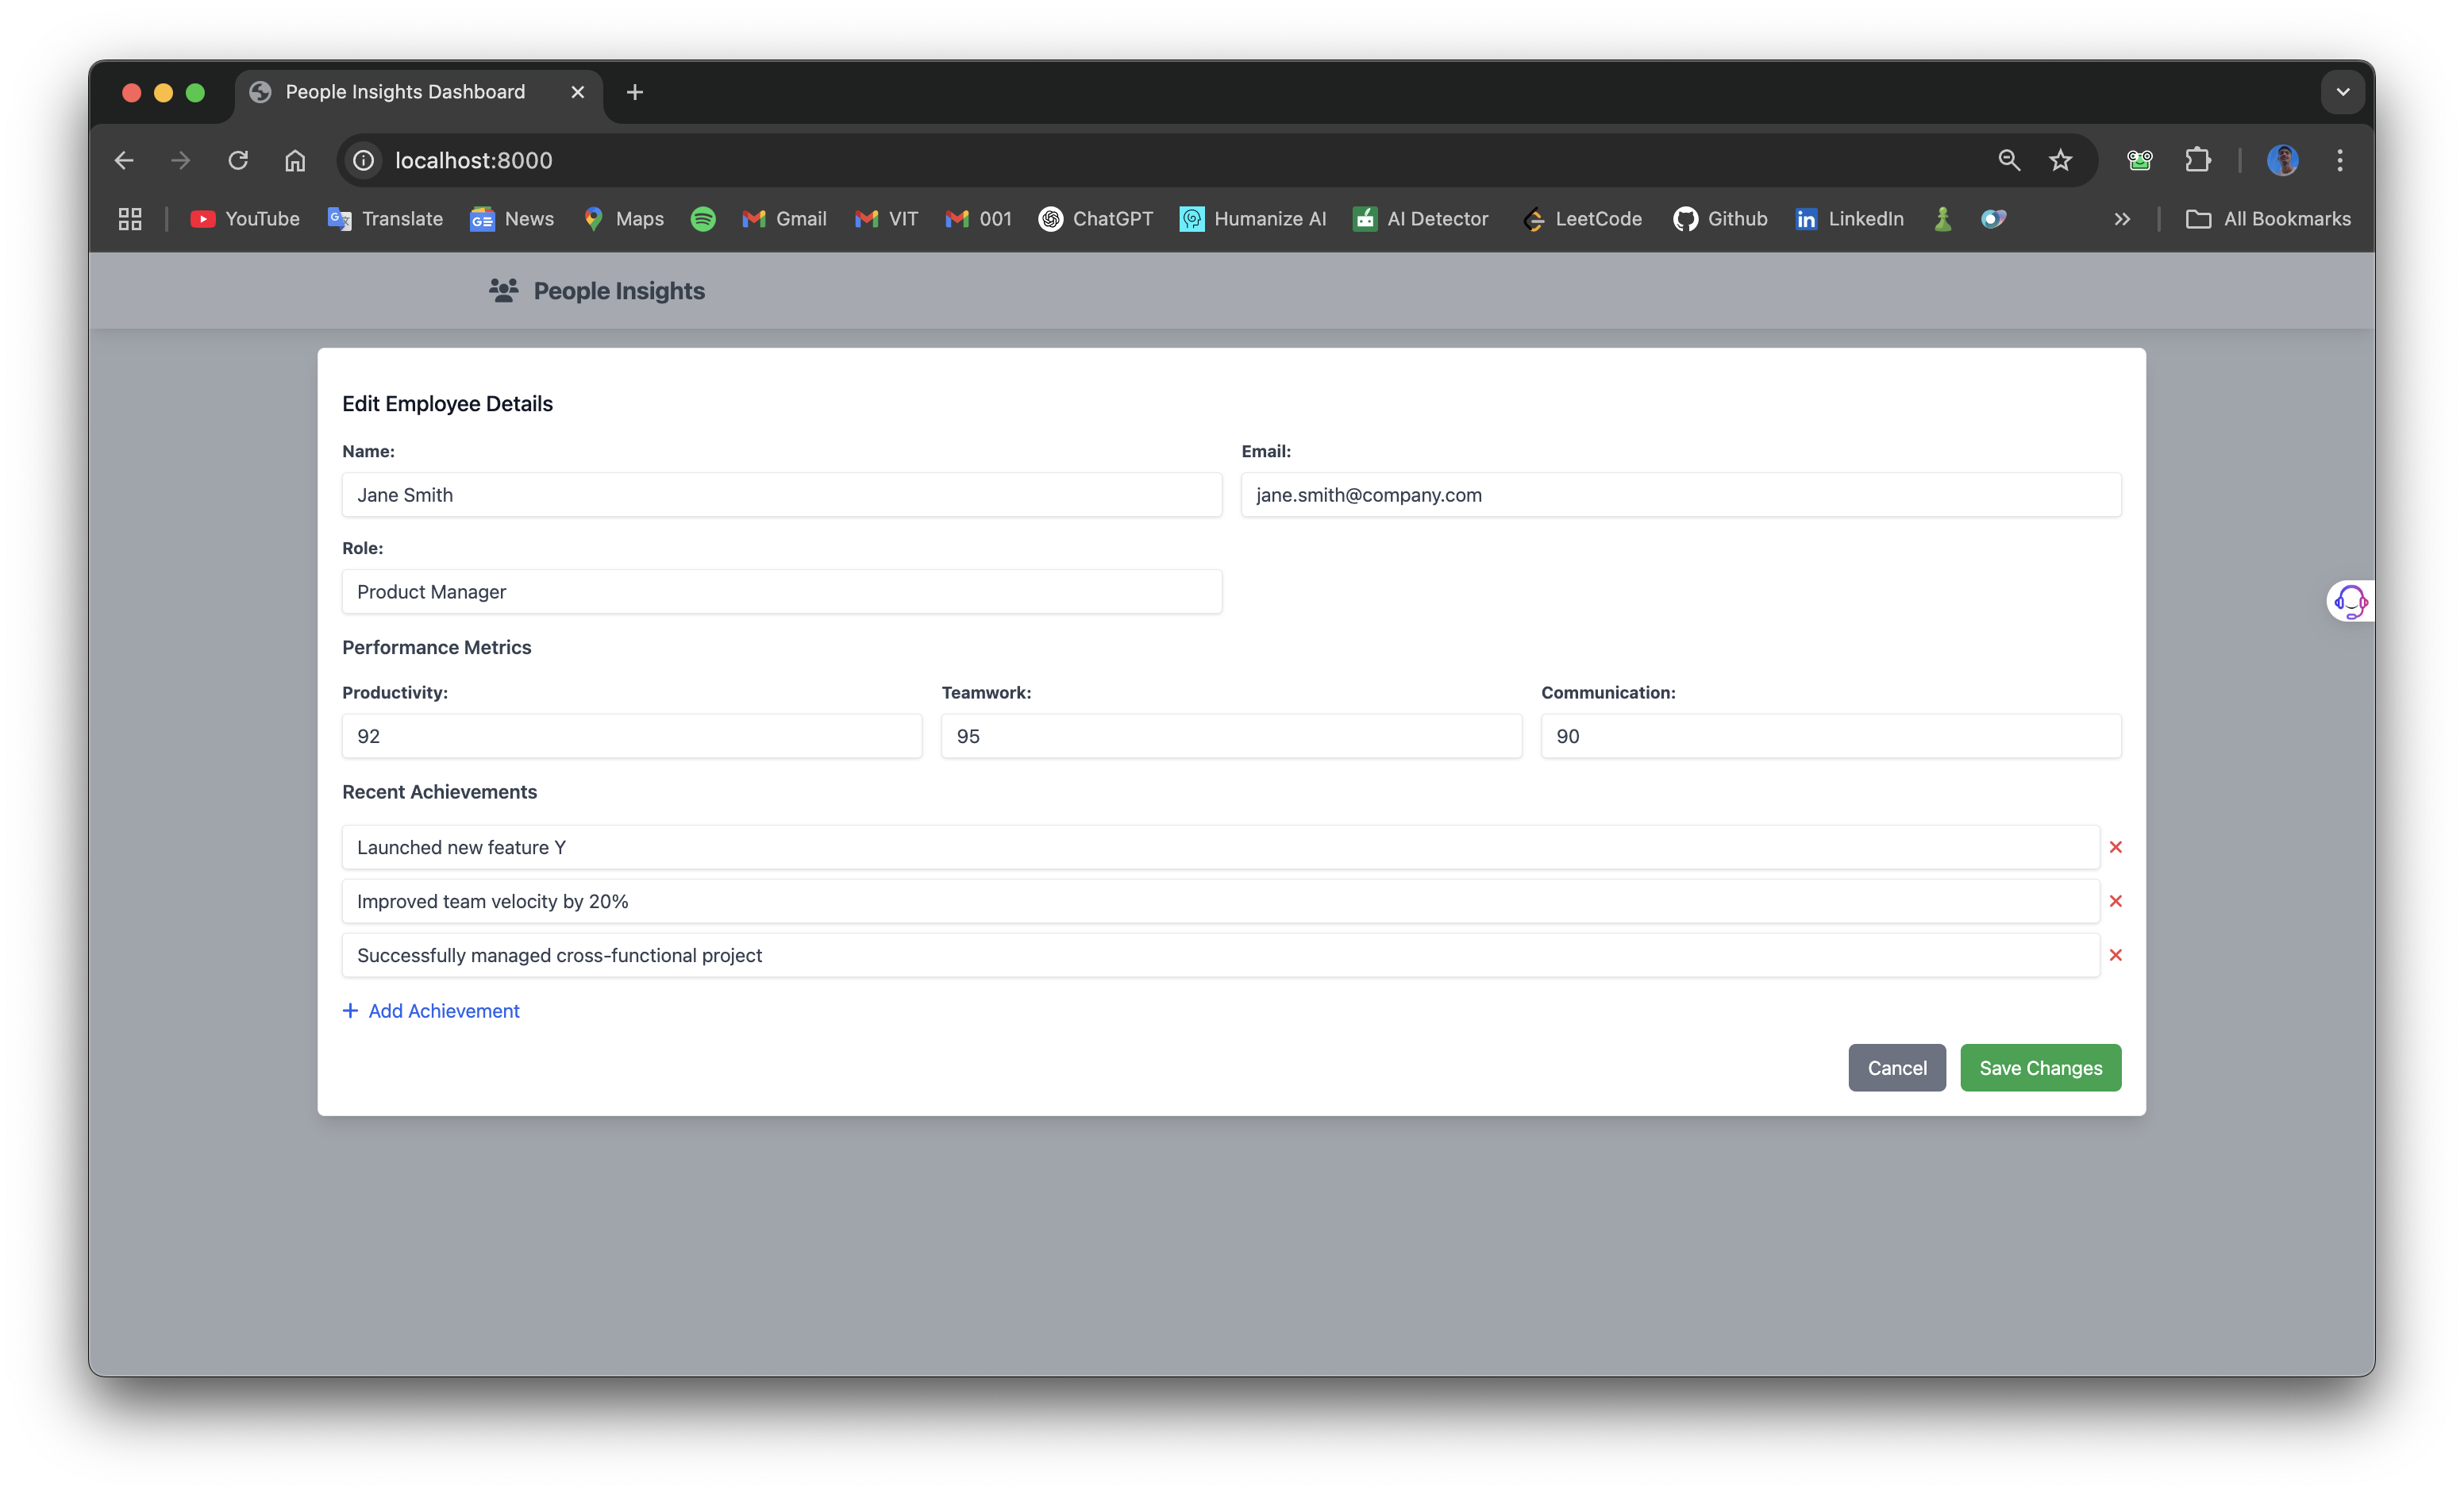 People Insights Dashboard
localhost:8000
YouTube Translate News Maps Gmail VIT 001 ChatGPT Humanize AI AI Detector LeetCode Github LinkedIn All Bookmarks
People Insights
Edit Employee Details
Name: Email:
Jane Smith jane.smith@company.com
Role:
Product Manager
Performance Metrics
Productivity: Teamwork: Communication:
92 95 90
Recent Achievements
Launched new feature Y
Improved team velocity by 20%
Successfully managed cross-functional project
+ Add Achievement
Cancel Save Changes